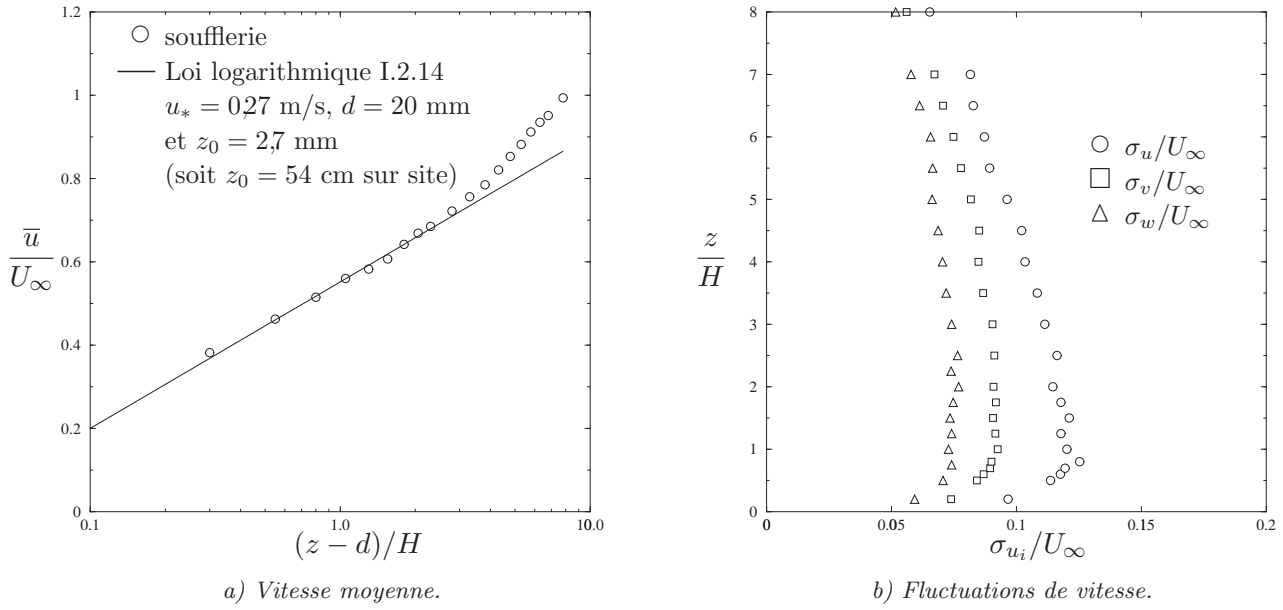 soufflerie
Loi logarithmique I.2.14
u* = 0,27 m/s, d = 20 mm
et z0 = 2,7 mm
(soit z0 = 54 cm sur site)
1.2
1
0.8
0.6
0.4
0.2
0
u̅/U∞
0.1 1.0 10.0
(z − d)/H
a) Vitesse moyenne.
8
7
6
5
4
3
2
1
0
z/H
σu/U∞
σv/U∞
σw/U∞
0 0.05 0.1 0.15 0.2
σui/U∞
b) Fluctuations de vitesse.